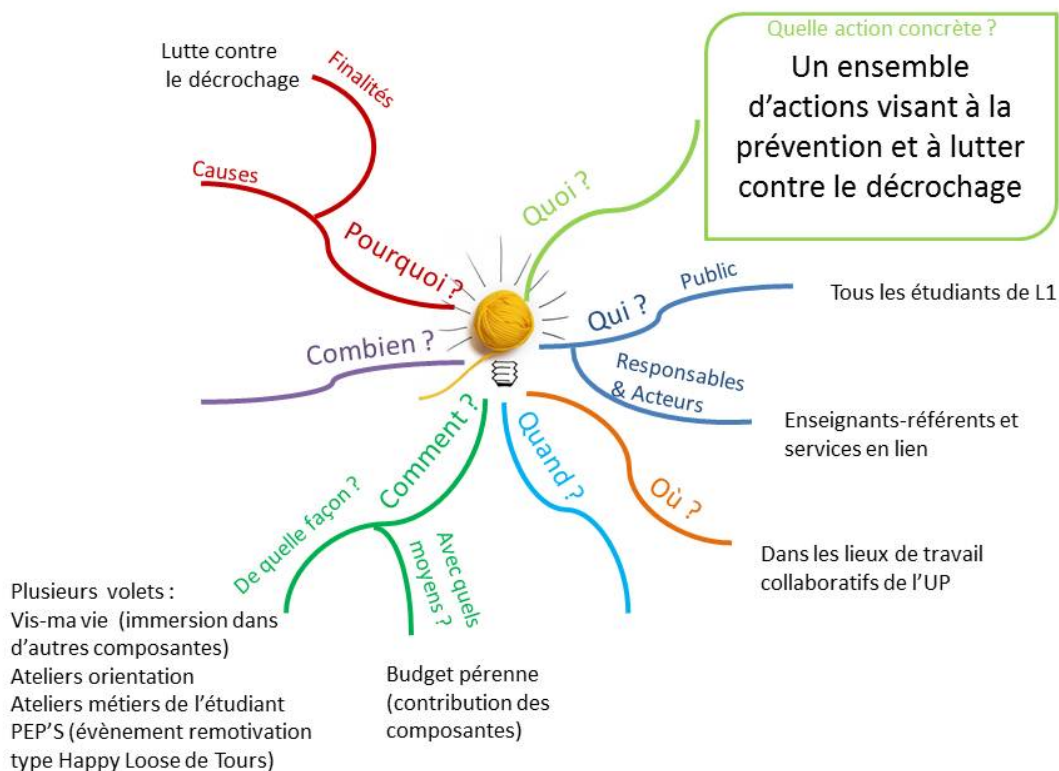 Quelle action concrète ?
Un ensemble
d'actions visant à la
prévention et à lutter
contre le décrochage
Lutte contre
le décrochage
Finalités
Causes
Pourquoi ?
Quoi ?
Qui ?
Public
Tous les étudiants de L1
Responsables
& Acteurs
Enseignants-référents et
services en lien
Combien ?
Comment ?
Quand ?
Où ?
Dans les lieux de travail
collaboratifs de l'UP
De quelle façon ?
Avec quels
moyens ?
Plusieurs volets :
Vis-ma vie (immersion dans
d'autres composantes)
Ateliers orientation
Ateliers métiers de l'étudiant
PEP'S (évènement remotivation
type Happy Loose de Tours)
Budget pérenne
(contribution des
composantes)